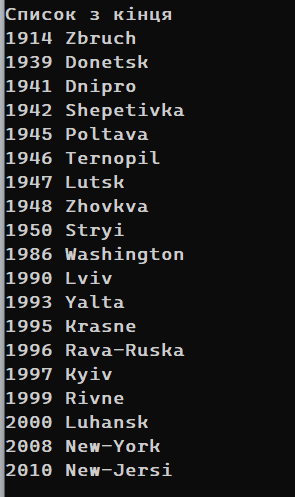 Список з кінця
1914 Zbruch
1939 Donetsk
1941 Dnipro
1942 Shepetivka
1945 Poltava
1946 Ternopil
1947 Lutsk
1948 Zhovkva
1950 Stryi
1986 Washington
1990 Lviv
1993 Yalta
1995 Krasne
1996 Rava-Ruska
1997 Kyiv
1999 Rivne
2000 Luhansk
2008 New-York
2010 New-Jersi